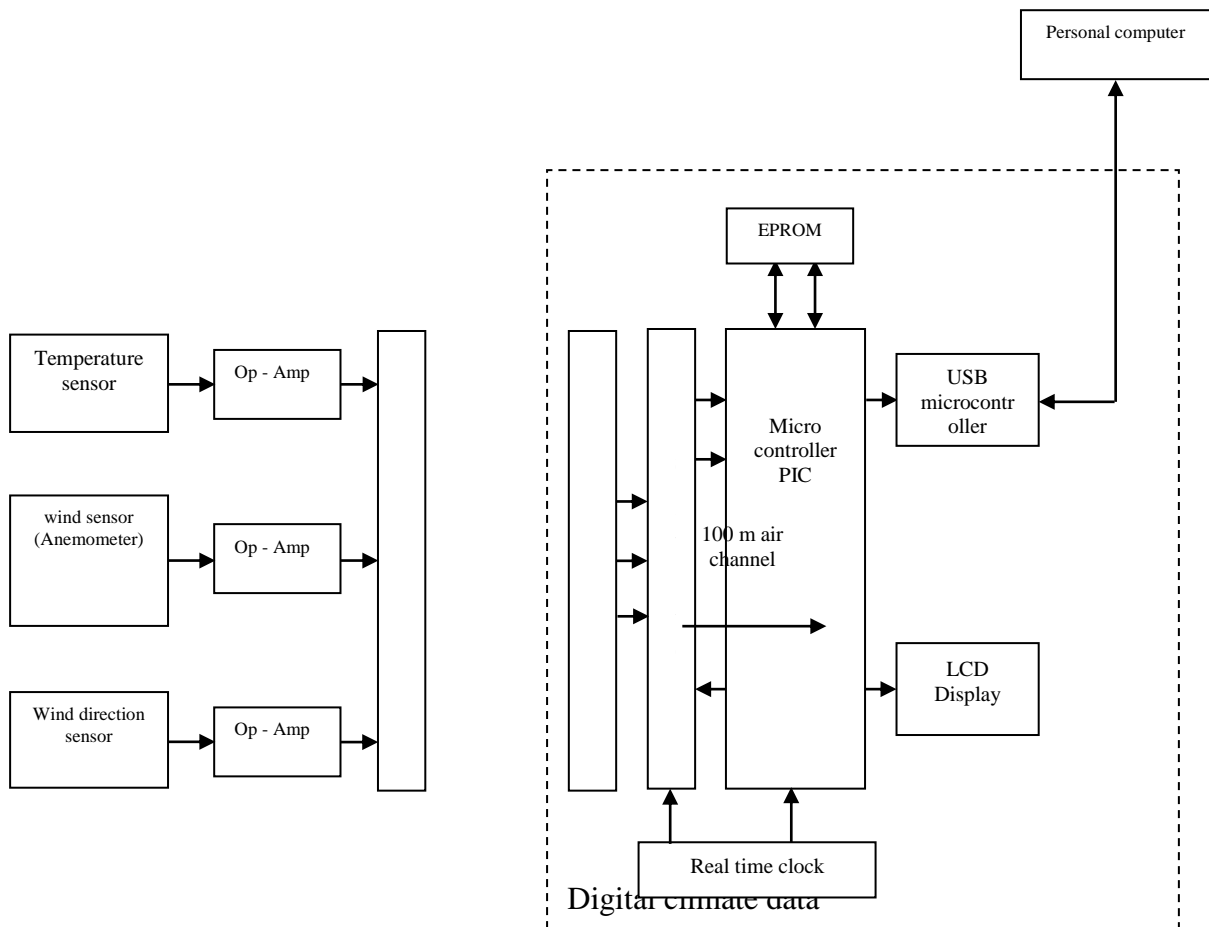 Personal computer
EPROM
Temperature
sensor
Op - Amp
USB
microcontr
oller
Micro
controller
PIC
wind sensor
(Anemometer)
Op - Amp
100 m air
channel
LCD
Display
Wind direction
sensor
Op - Amp
Real time clock
Digital climate data